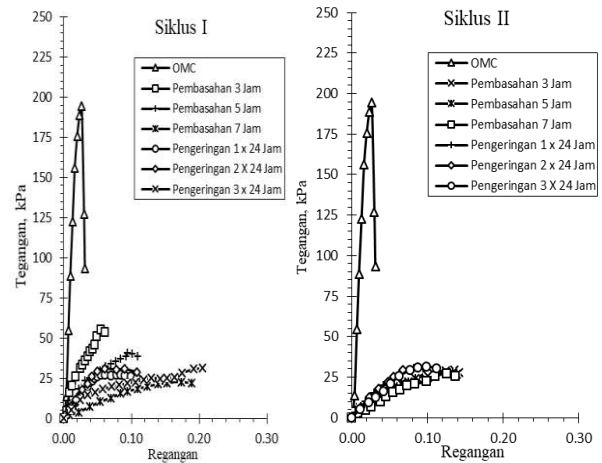 Siklus I
Tegangan, kPa
250
225
200
175
150
125
100
75
50
25
0
OMC
Pembasahan 3 Jam
Pembasahan 5 Jam
Pembasahan 7 Jam
Pengeringan 1 x 24 Jam
Pengeringan 2 X 24 Jam
Pengeringan 3 x 24 Jam
0.00
0.10
0.20
0.30
Regangan
Siklus II
Tegangan, kPa
250
225
200
175
150
125
100
75
50
25
0
OMC
Pembasahan 3 Jam
Pembasahan 5 Jam
Pembasahan 7 Jam
Pengeringan 1 x 24 Jam
Pengeringan 2 x 24 Jam
Pengeringan 3 X 24 Jam
0.00
0.10
0.20
0.30
Regangan